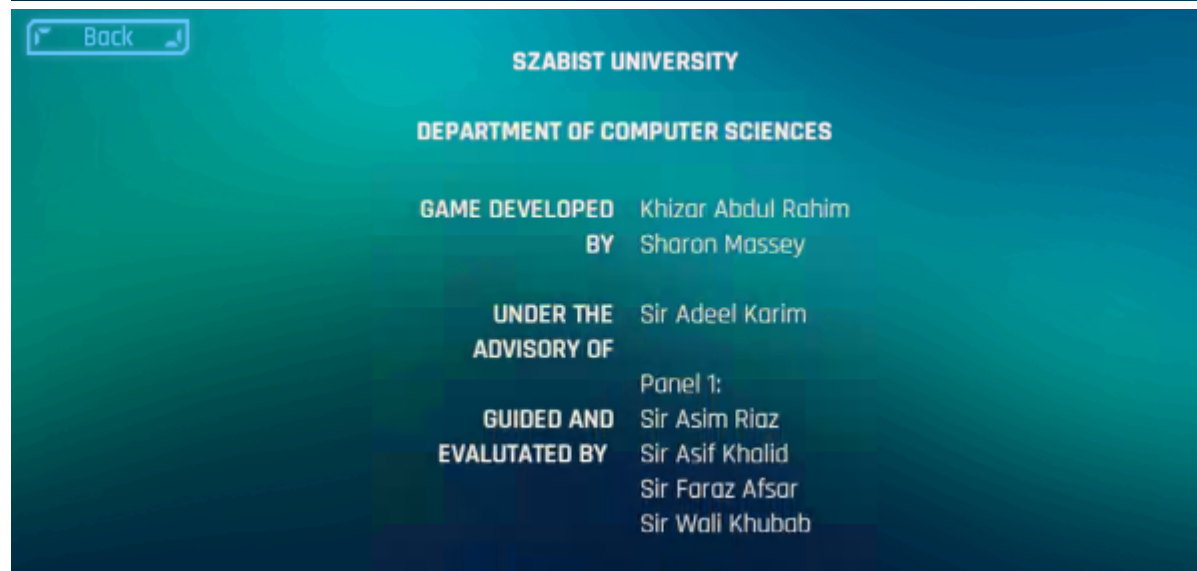 Back
SZABIST UNIVERSITY
DEPARTMENT OF COMPUTER SCIENCES
GAME DEVELOPED Khizar Abdul Rahim
BY Sharon Massey
UNDER THE Sir Adeel Karim
ADVISORY OF
Panel 1:
GUIDED AND Sir Asim Riaz
EVALUTATED BY Sir Asif Khalid
Sir Faraz Afsar
Sir Wali Khubab